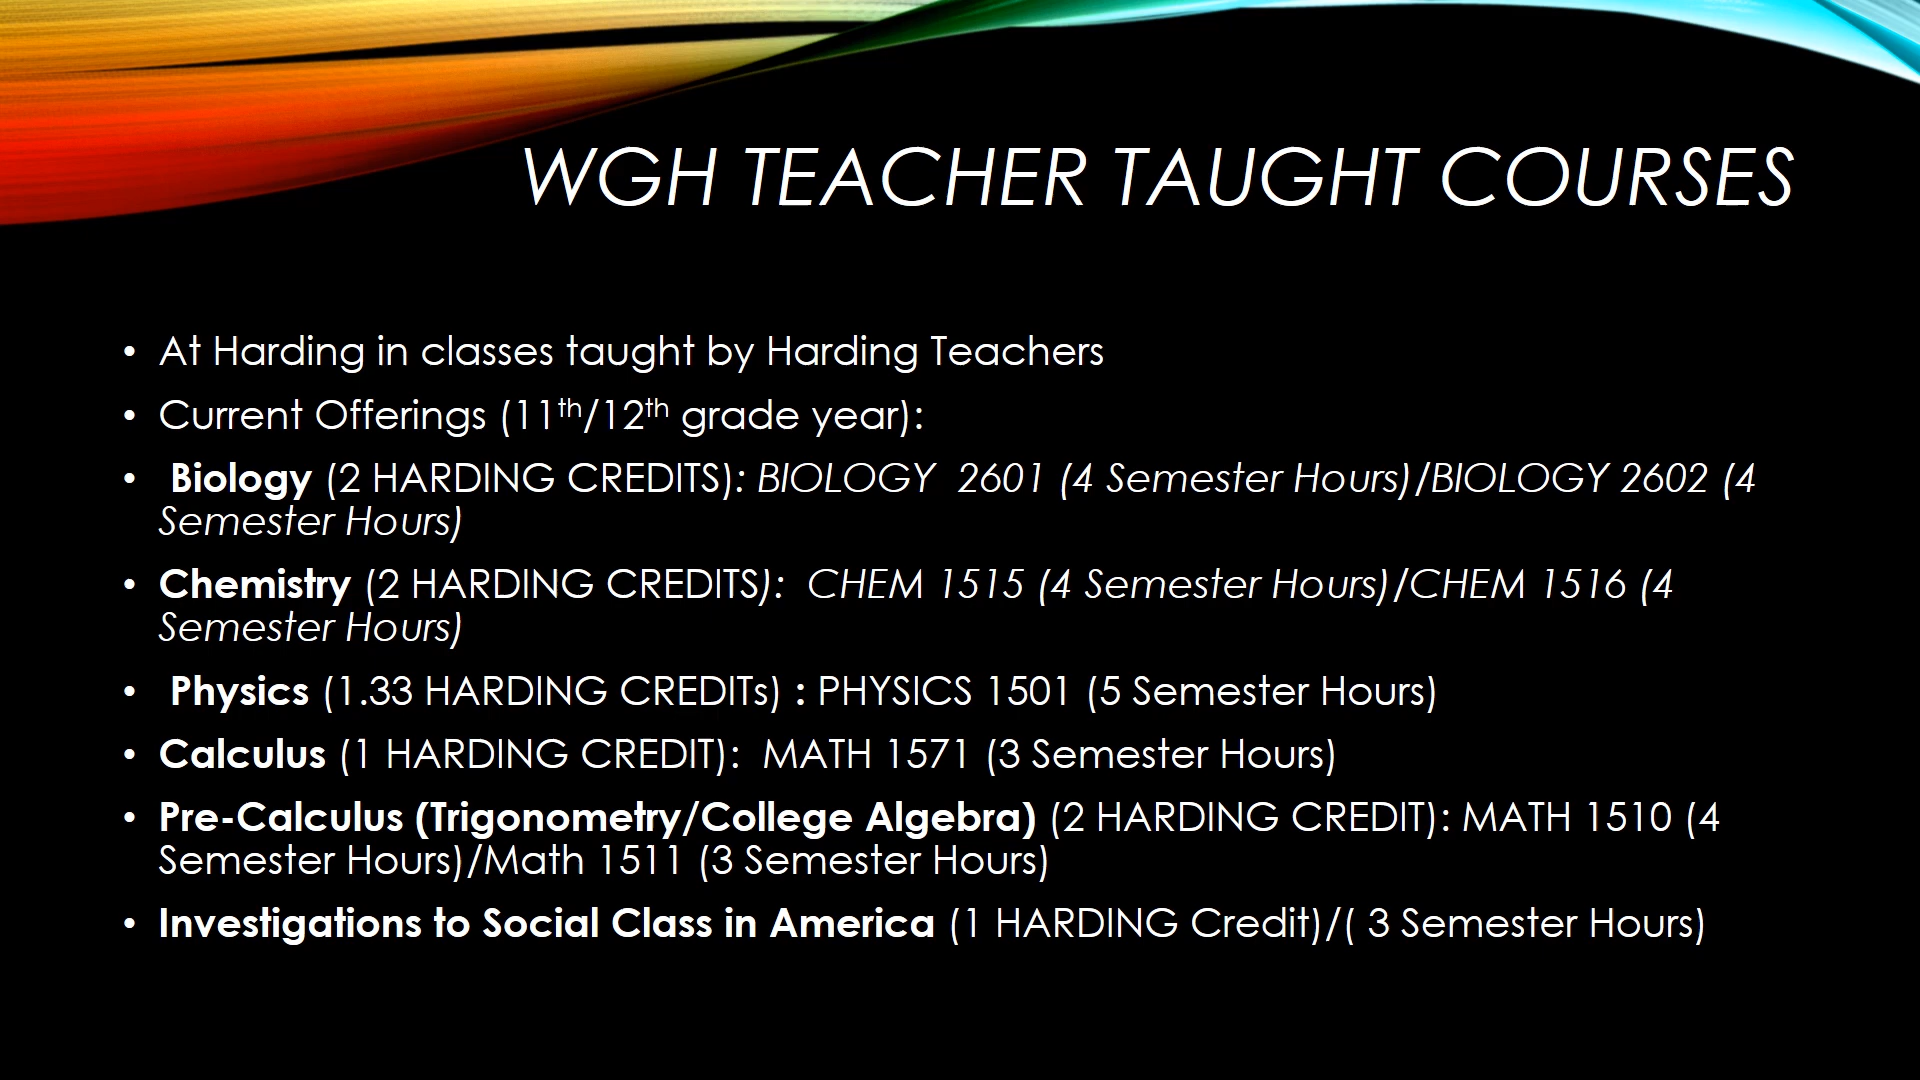 WGH TEACHER TAUGHT COURSES
• At Harding in classes taught by Harding Teachers
• Current Offerings (11th/12th grade year):
• Biology (2 HARDING CREDITS): BIOLOGY  2601 (4 Semester Hours)/BIOLOGY 2602 (4
Semester Hours)
• Chemistry (2 HARDING CREDITS):  CHEM 1515 (4 Semester Hours)/CHEM 1516 (4
Semester Hours)
• Physics (1.33 HARDING CREDITs) : PHYSICS 1501 (5 Semester Hours)
• Calculus (1 HARDING CREDIT):  MATH 1571 (3 Semester Hours)
• Pre-Calculus (Trigonometry/College Algebra) (2 HARDING CREDIT): MATH 1510 (4
Semester Hours)/Math 1511 (3 Semester Hours)
• Investigations to Social Class in America (1 HARDING Credit)/( 3 Semester Hours)